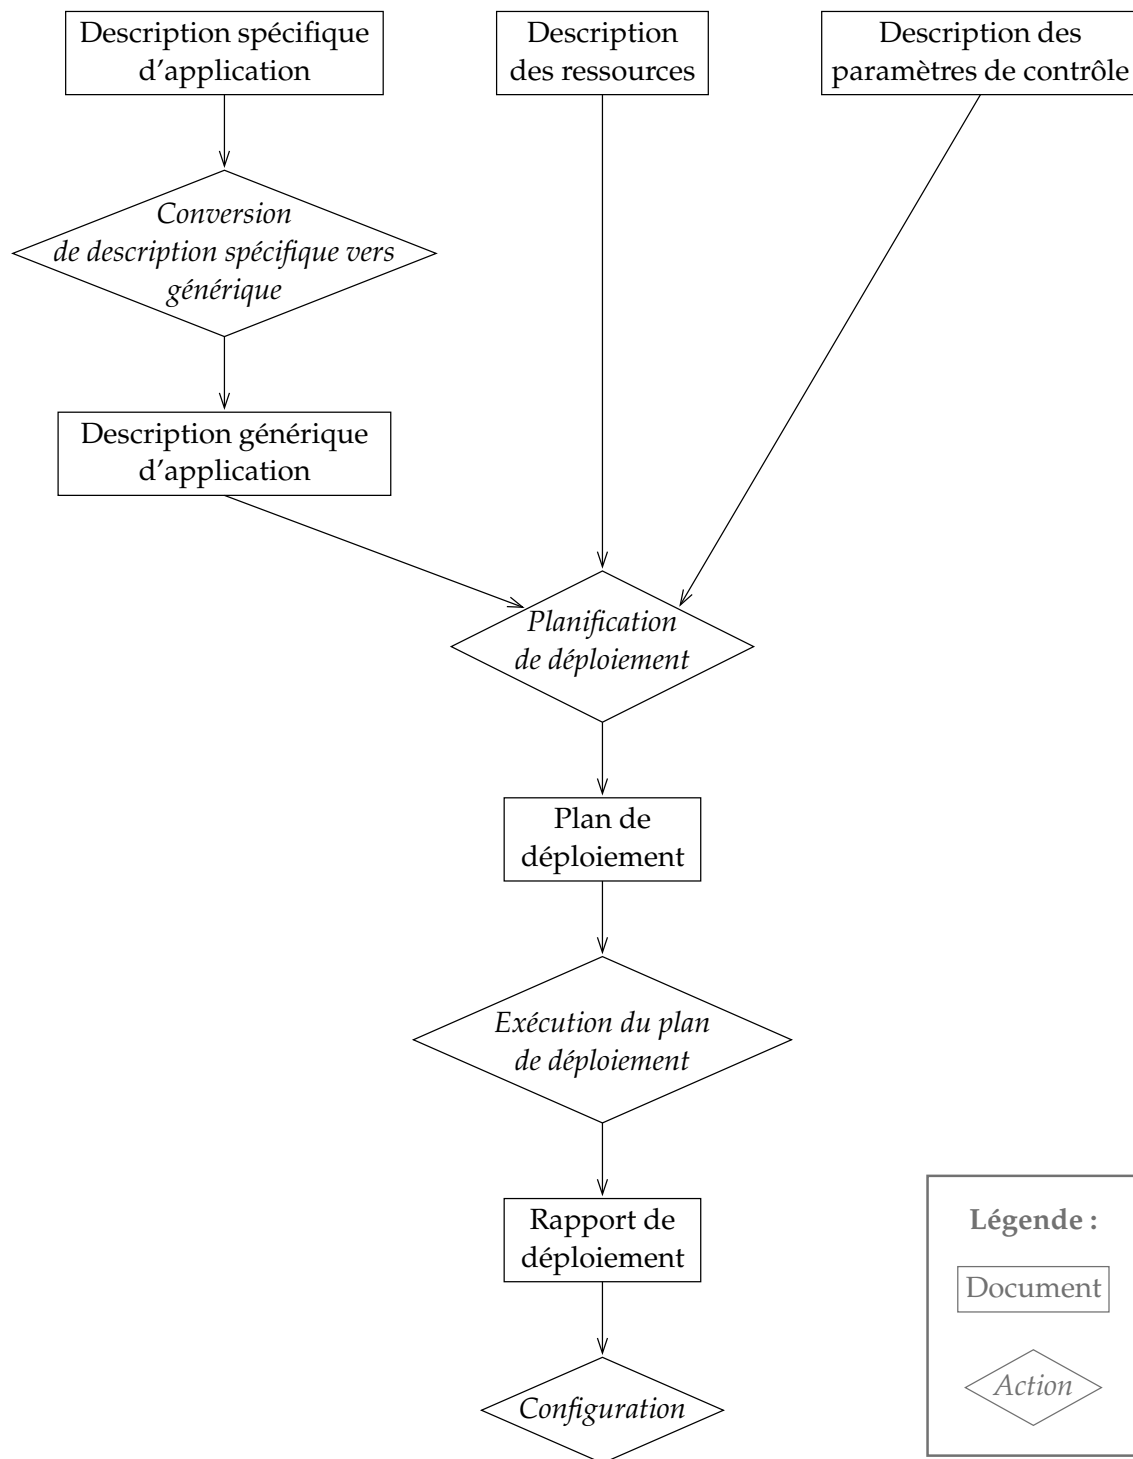 Description spécifique
d'application
Description
des ressources
Description des
paramètres de contrôle
Conversion
de description spécifique vers
générique
Description générique
d'application
Planification
de déploiement
Plan de
déploiement
Exécution du plan
de déploiement
Rapport de
déploiement
Configuration
Légende :
Document
Action